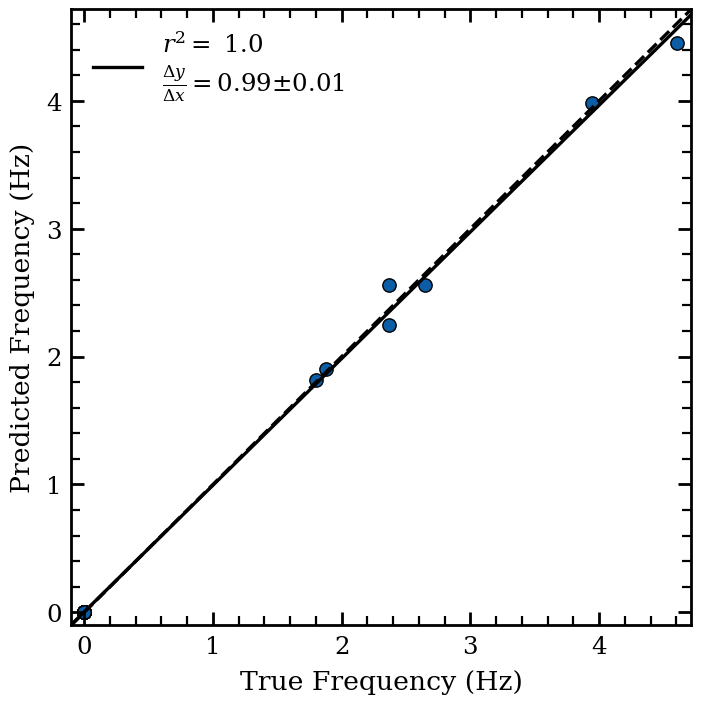 r² = 1.0
Δy/Δx = 0.99±0.01
4
3
2
1
0
Predicted Frequency (Hz)
0 1 2 3 4
True Frequency (Hz)